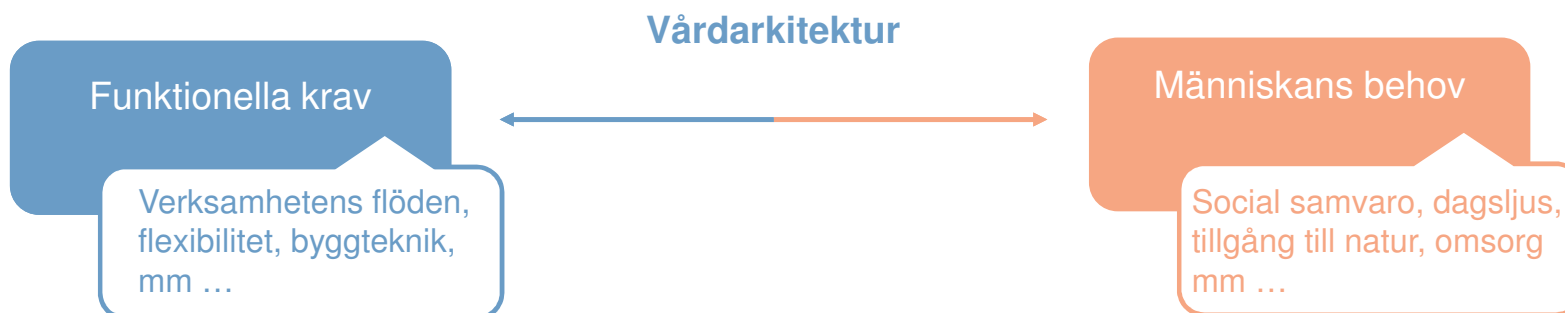 Vårdarkitektur
Funktionella krav
Verksamhetens flöden,
flexibilitet, byggteknik,
mm …
Människans behov
Social samvaro, dagsljus,
tillgång till natur, omsorg
mm …